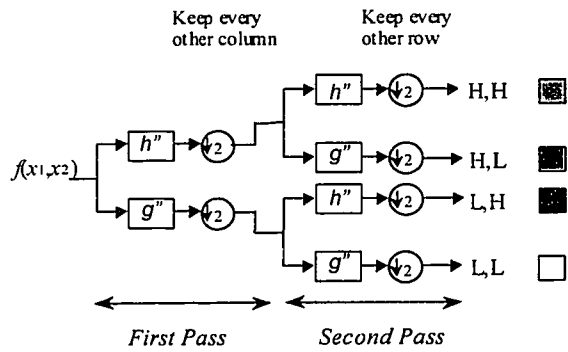 Keep every
other column
Keep every
other row
h" ↓2 H,H
h" ↓2
g" ↓2 H,L
f(x1,x2)
h" ↓2 L,H
g" ↓2
g" ↓2 L,L
First Pass
Second Pass